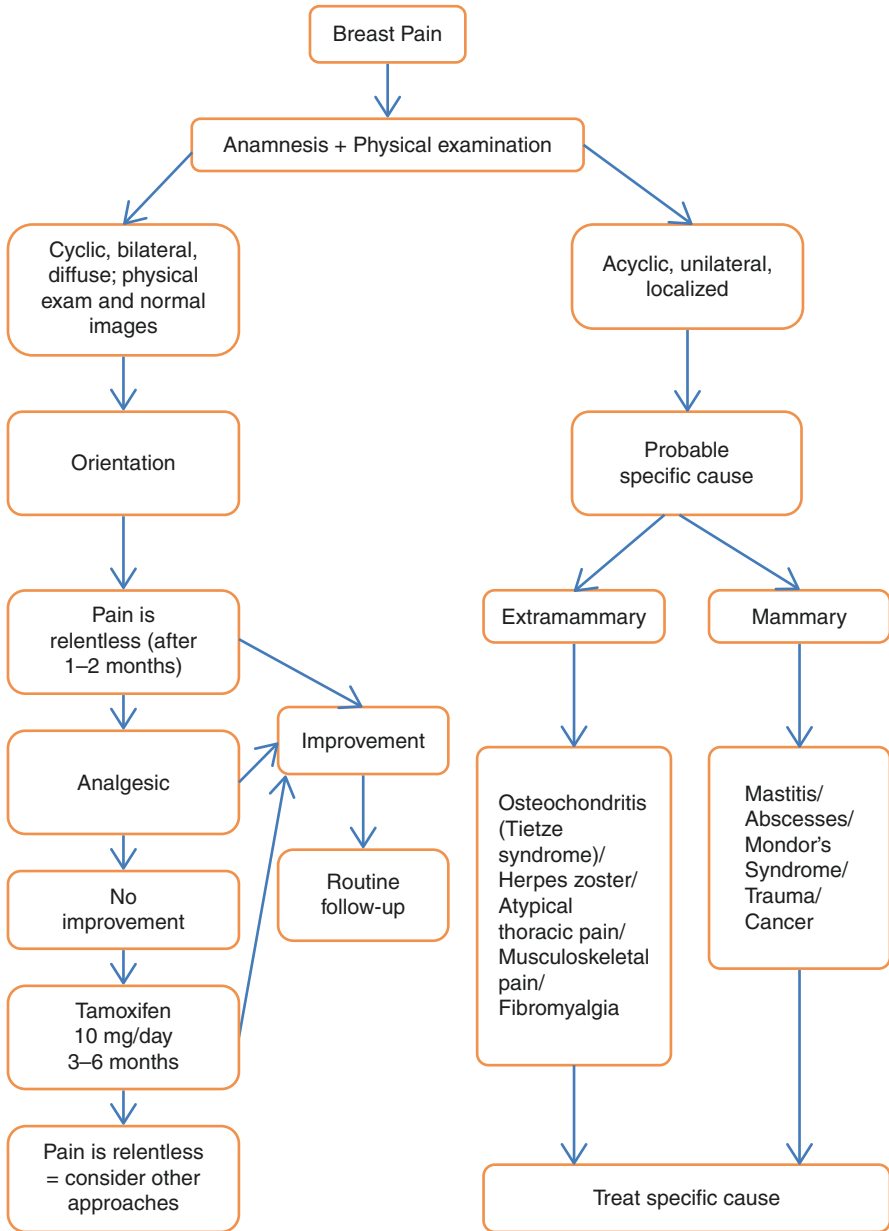 Breast Pain
Anamnesis + Physical examination
Cyclic, bilateral,
diffuse; physical
exam and normal
images
Acyclic, unilateral,
localized
Orientation
Probable
specific cause
Pain is
relentless (after
1–2 months)
Extramammary
Mammary
Improvement
Analgesic
Osteochondritis
(Tietze
syndrome)/
Herpes zoster/
Atypical
thoracic pain/
Musculoskeletal
pain/
Fibromyalgia
Mastitis/
Abscesses/
Mondor's
Syndrome/
Trauma/
Cancer
No
improvement
Routine
follow-up
Tamoxifen
10 mg/day
3–6 months
Pain is relentless
= consider other
approaches
Treat specific cause